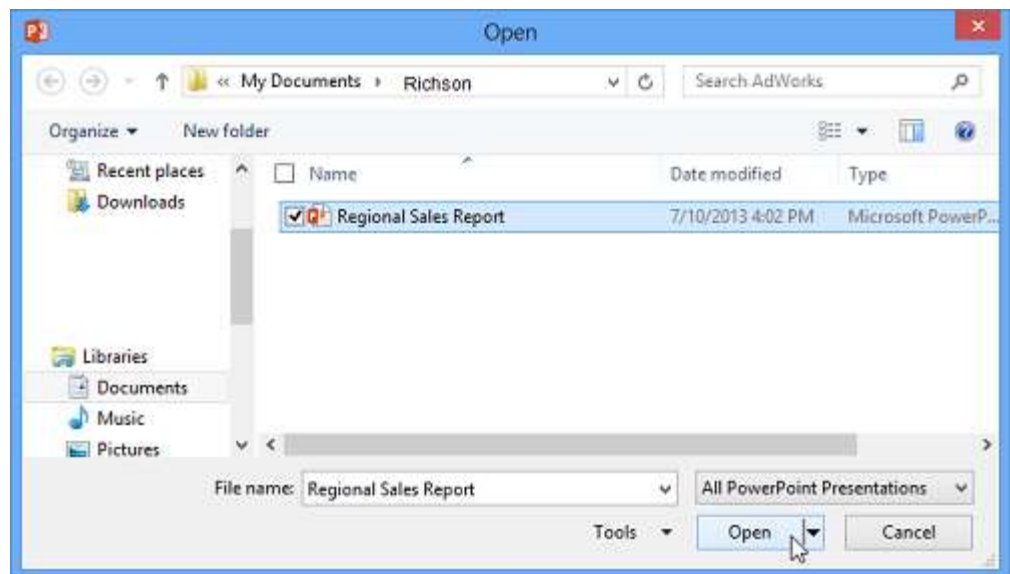 Open
« My Documents Richson
Search AdWorks
Organize New folder
Name Date modified Type
Recent places
Downloads
Regional Sales Report 7/10/2013 4:02 PM Microsoft PowerP...
Libraries
Documents
Music
Pictures
File name: Regional Sales Report All PowerPoint Presentations
Tools Open Cancel